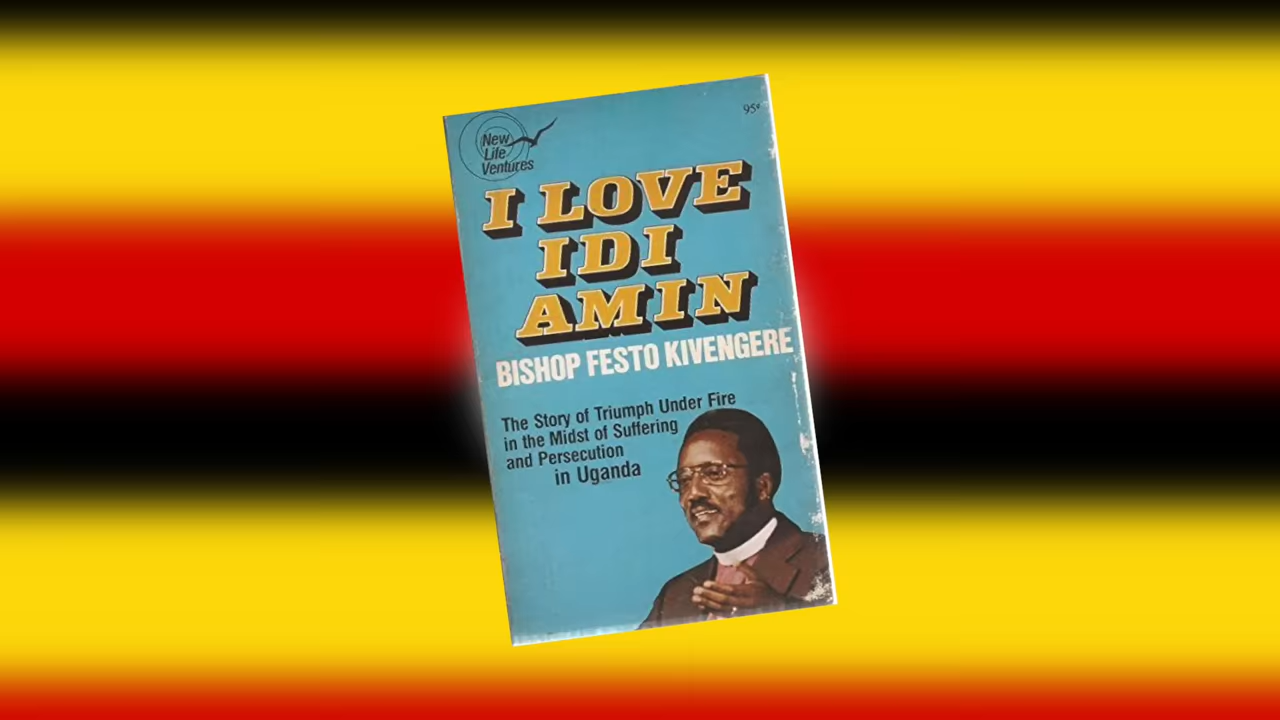 95¢
New
Life
Ventures
I LOVE
IDI
AMIN
BISHOP FESTO KIVENGERE
The Story of Triumph Under Fire
in the Midst of Suffering
and Persecution
in Uganda